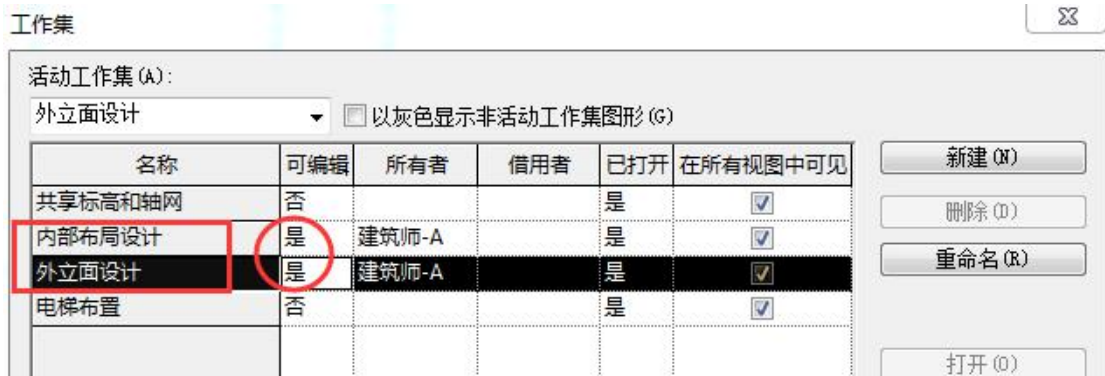 工作集
活动工作集(A):
外立面设计 以灰色显示非活动工作集图形(G)
名称 可编辑 所有者 借用者 已打开 在所有视图中可见 新建(N)
共享标高和轴网 否 是 删除(D)
内部布局设计 是 建筑师-A 是
外立面设计 是 建筑师-A 是 重命名(R)
电梯布置 否 是
打开(O)